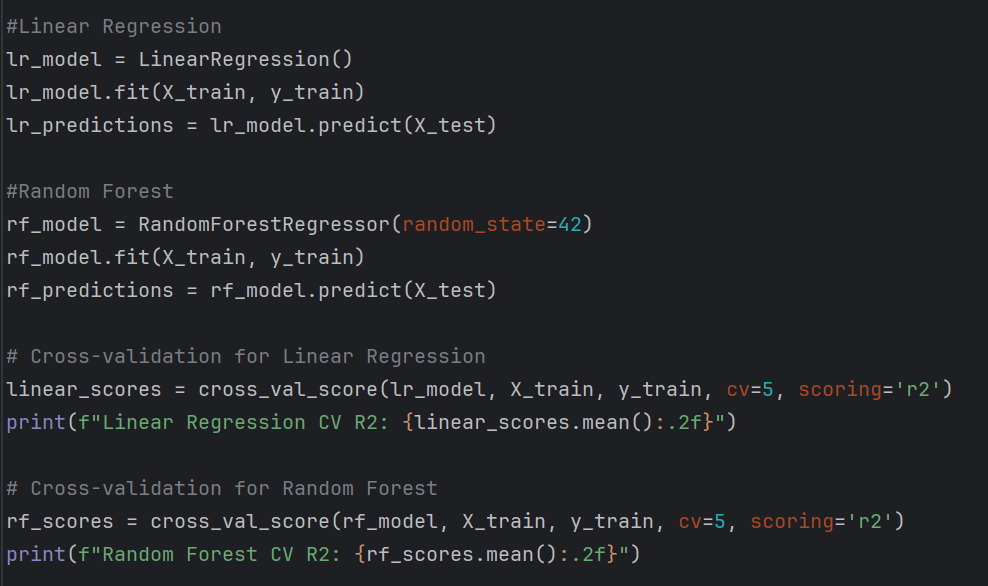 #Linear Regression
lr_model = LinearRegression()
lr_model.fit(X_train, y_train)
lr_predictions = lr_model.predict(X_test)
#Random Forest
rf_model = RandomForestRegressor(random_state=42)
rf_model.fit(X_train, y_train)
rf_predictions = rf_model.predict(X_test)
# Cross-validation for Linear Regression
linear_scores = cross_val_score(lr_model, X_train, y_train, cv=5, scoring='r2')
print(f"Linear Regression CV R2: {linear_scores.mean():.2f}")
# Cross-validation for Random Forest
rf_scores = cross_val_score(rf_model, X_train, y_train, cv=5, scoring='r2')
print(f"Random Forest CV R2: {rf_scores.mean():.2f}")